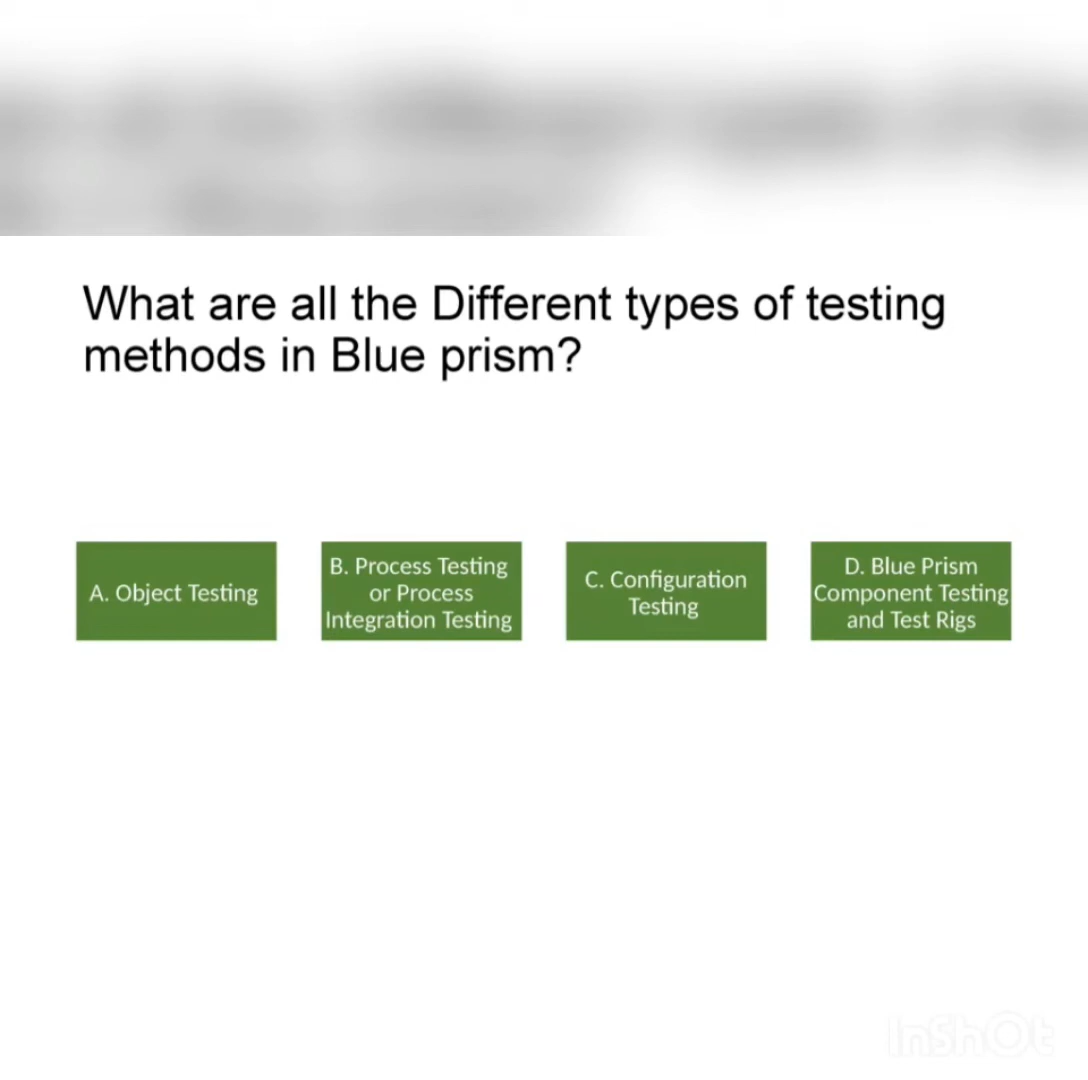 What are all the Different types of testing
methods in Blue prism?
A. Object Testing
B. Process Testing
or Process
Integration Testing
C. Configuration
Testing
D. Blue Prism
Component Testing
and Test Rigs
InShOt